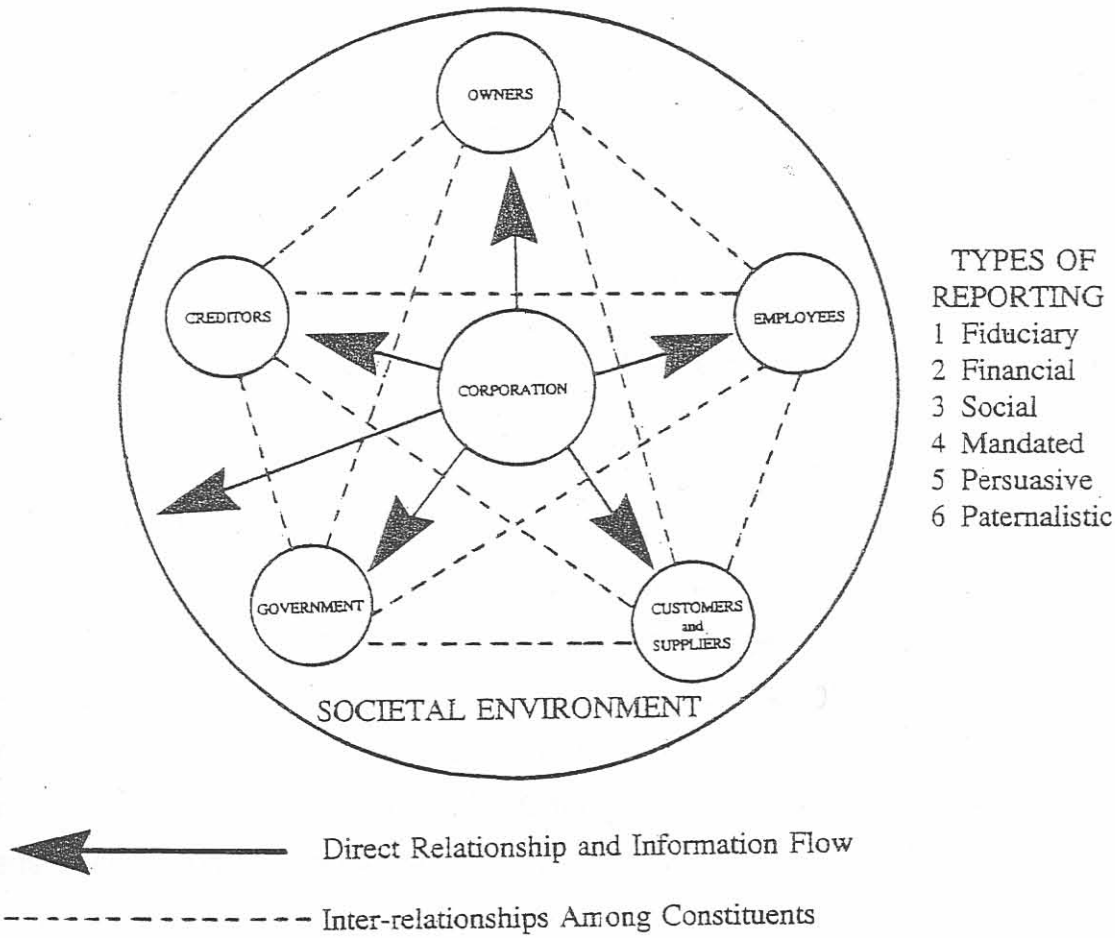 OWNERS
CREDITORS
EMPLOYEES
CORPORATION
GOVERNMENT
CUSTOMERS
and
SUPPLIERS
SOCIETAL ENVIRONMENT
TYPES OF
REPORTING
1 Fiduciary
2 Financial
3 Social
4 Mandated
5 Persuasive
6 Paternalistic
Direct Relationship and Information Flow
Inter-relationships Among Constituents